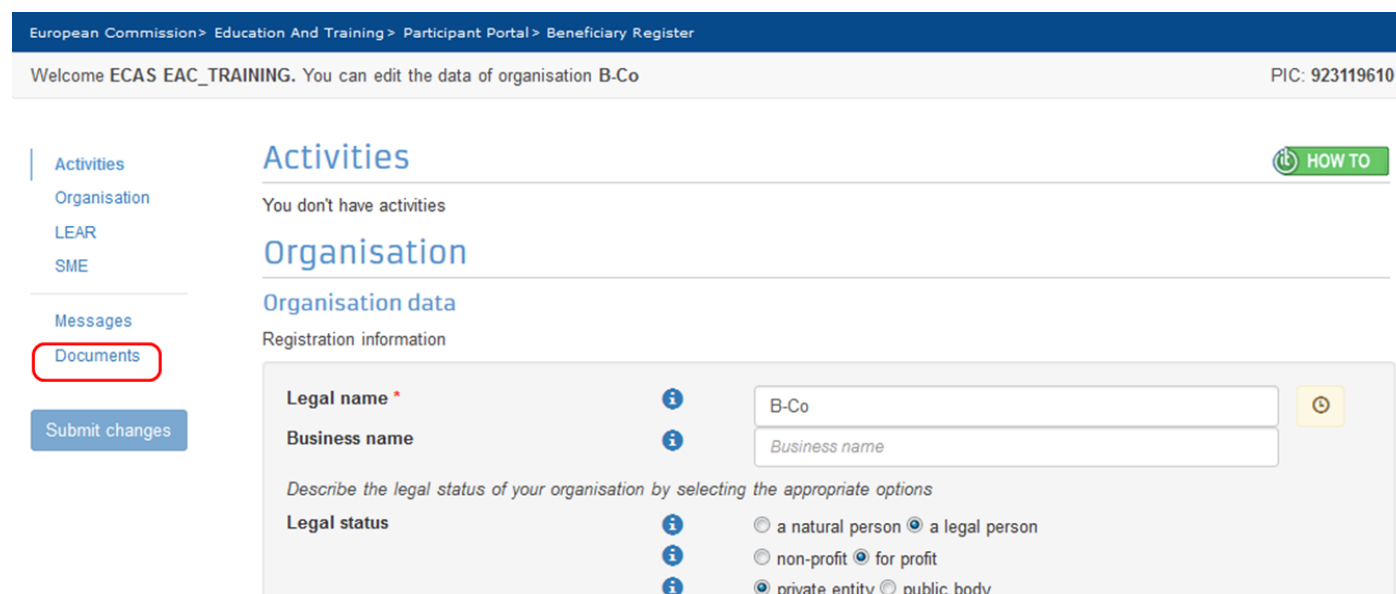 European Commission> Education And Training> Participant Portal> Beneficiary Register
Welcome ECAS EAC_TRAINING. You can edit the data of organisation B-Co PIC: 923119610
Activities
Organisation
LEAR
SME
Messages
Documents
Submit changes
Activities
it HOW TO
You don't have activities
Organisation
Organisation data
Registration information
Legal name * B-Co
Business name Business name
Describe the legal status of your organisation by selecting the appropriate options
Legal status a natural person a legal person
non-profit for profit
private entity public body